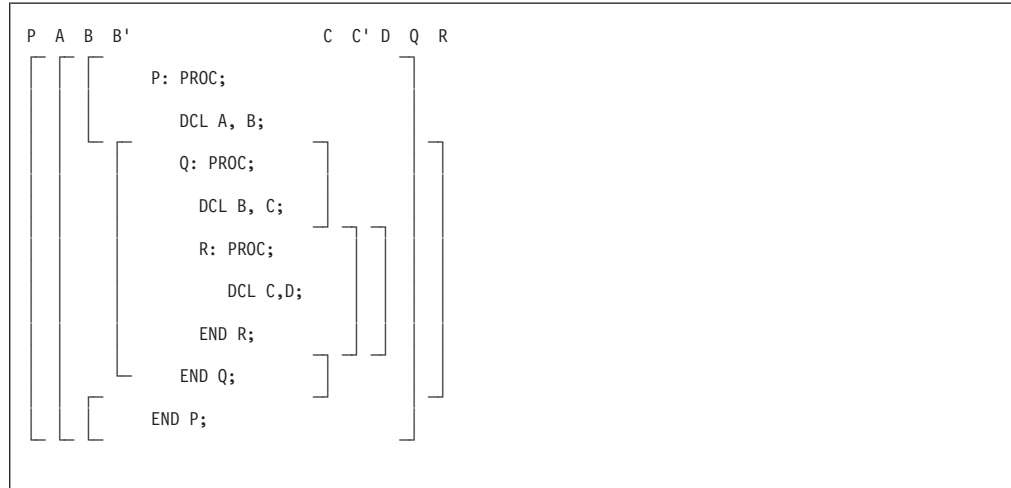 P A B B' C C' D Q R
P: PROC;
DCL A, B;
Q: PROC;
DCL B, C;
R: PROC;
DCL C,D;
END R;
END Q;
END P;